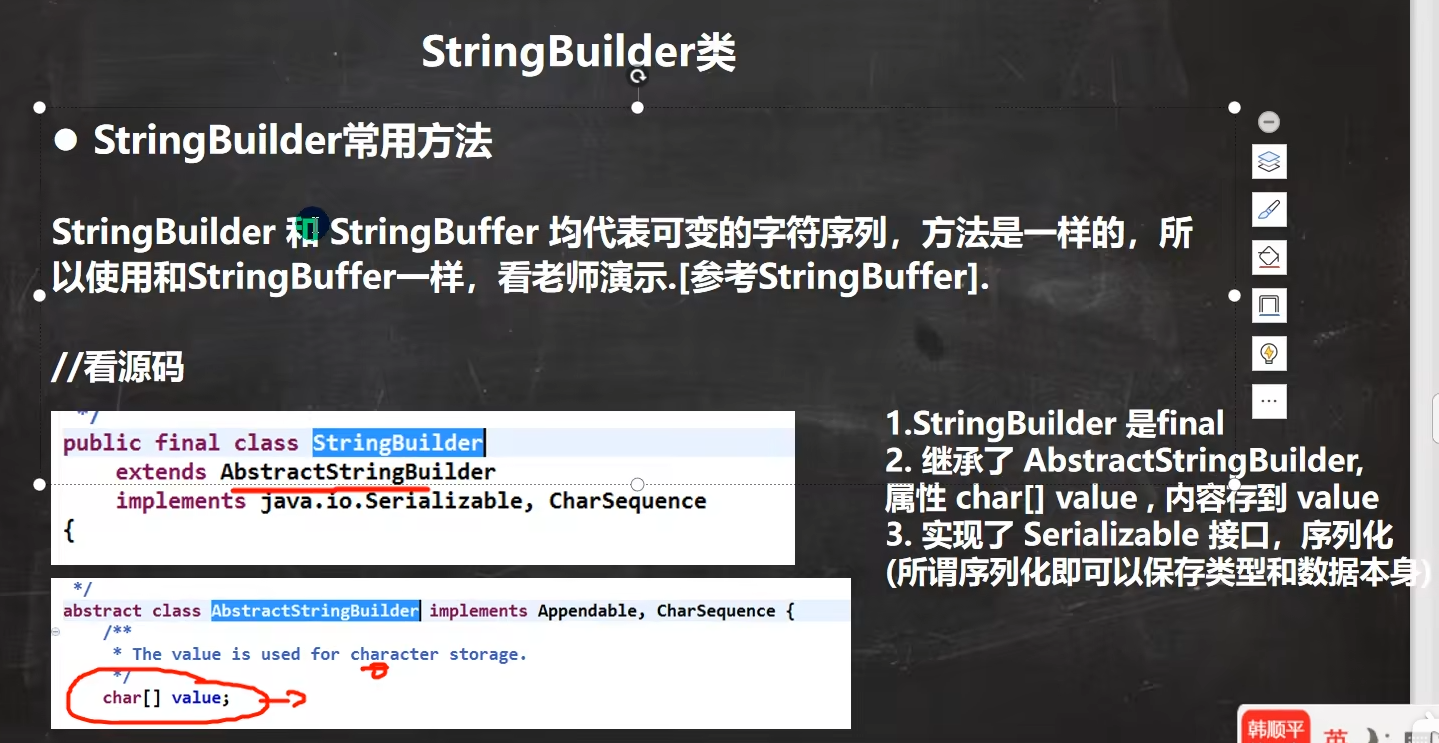 StringBuilder类
● StringBuilder常用方法
StringBuilder 和 StringBuffer 均代表可变的字符序列，方法是一样的，所
以使用和StringBuffer一样，看老师演示.[参考StringBuffer].
//看源码
*/
public final class StringBuilder
extends AbstractStringBuilder
implements java.io.Serializable, CharSequence
{
*/
abstract class AbstractStringBuilder implements Appendable, CharSequence {
/**
* The value is used for character storage.
*/
char[] value;
1.StringBuilder 是final
2. 继承了 AbstractStringBuilder,
属性 char[] value , 内容存到 value
3. 实现了 Serializable 接口，序列化
(所谓序列化即可以保存类型和数据本身)
韩顺平
英